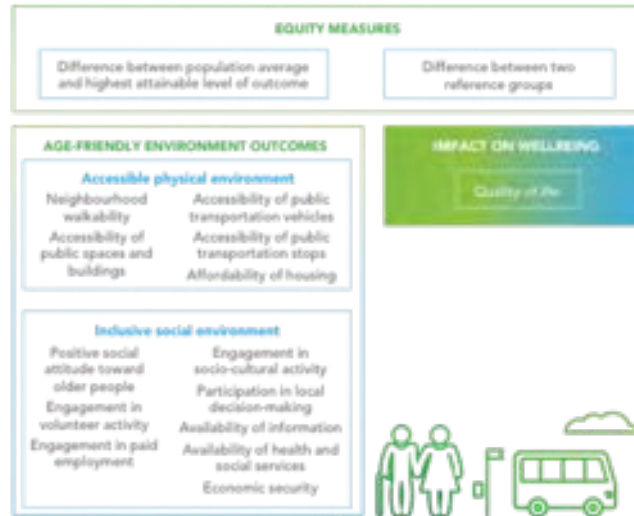 EQUITY MEASURES
Difference between population average
and highest attainable level of outcome
Difference between two
reference groups
AGE-FRIENDLY ENVIRONMENT OUTCOMES
Accessible physical environment
Neighbourhood
walkability
Accessibility of
public spaces and
buildings
Accessibility of public
transportation vehicles
Accessibility of public
transportation stops
Affordability of housing
Inclusive social environment
Positive social
attitude toward
older people
Engagement in
volunteer activity
Engagement in paid
employment
Engagement in
socio-cultural activity
Participation in local
decision-making
Availability of information
Availability of health and
social services
Economic security
IMPACT ON WELLBEING
Quality of life